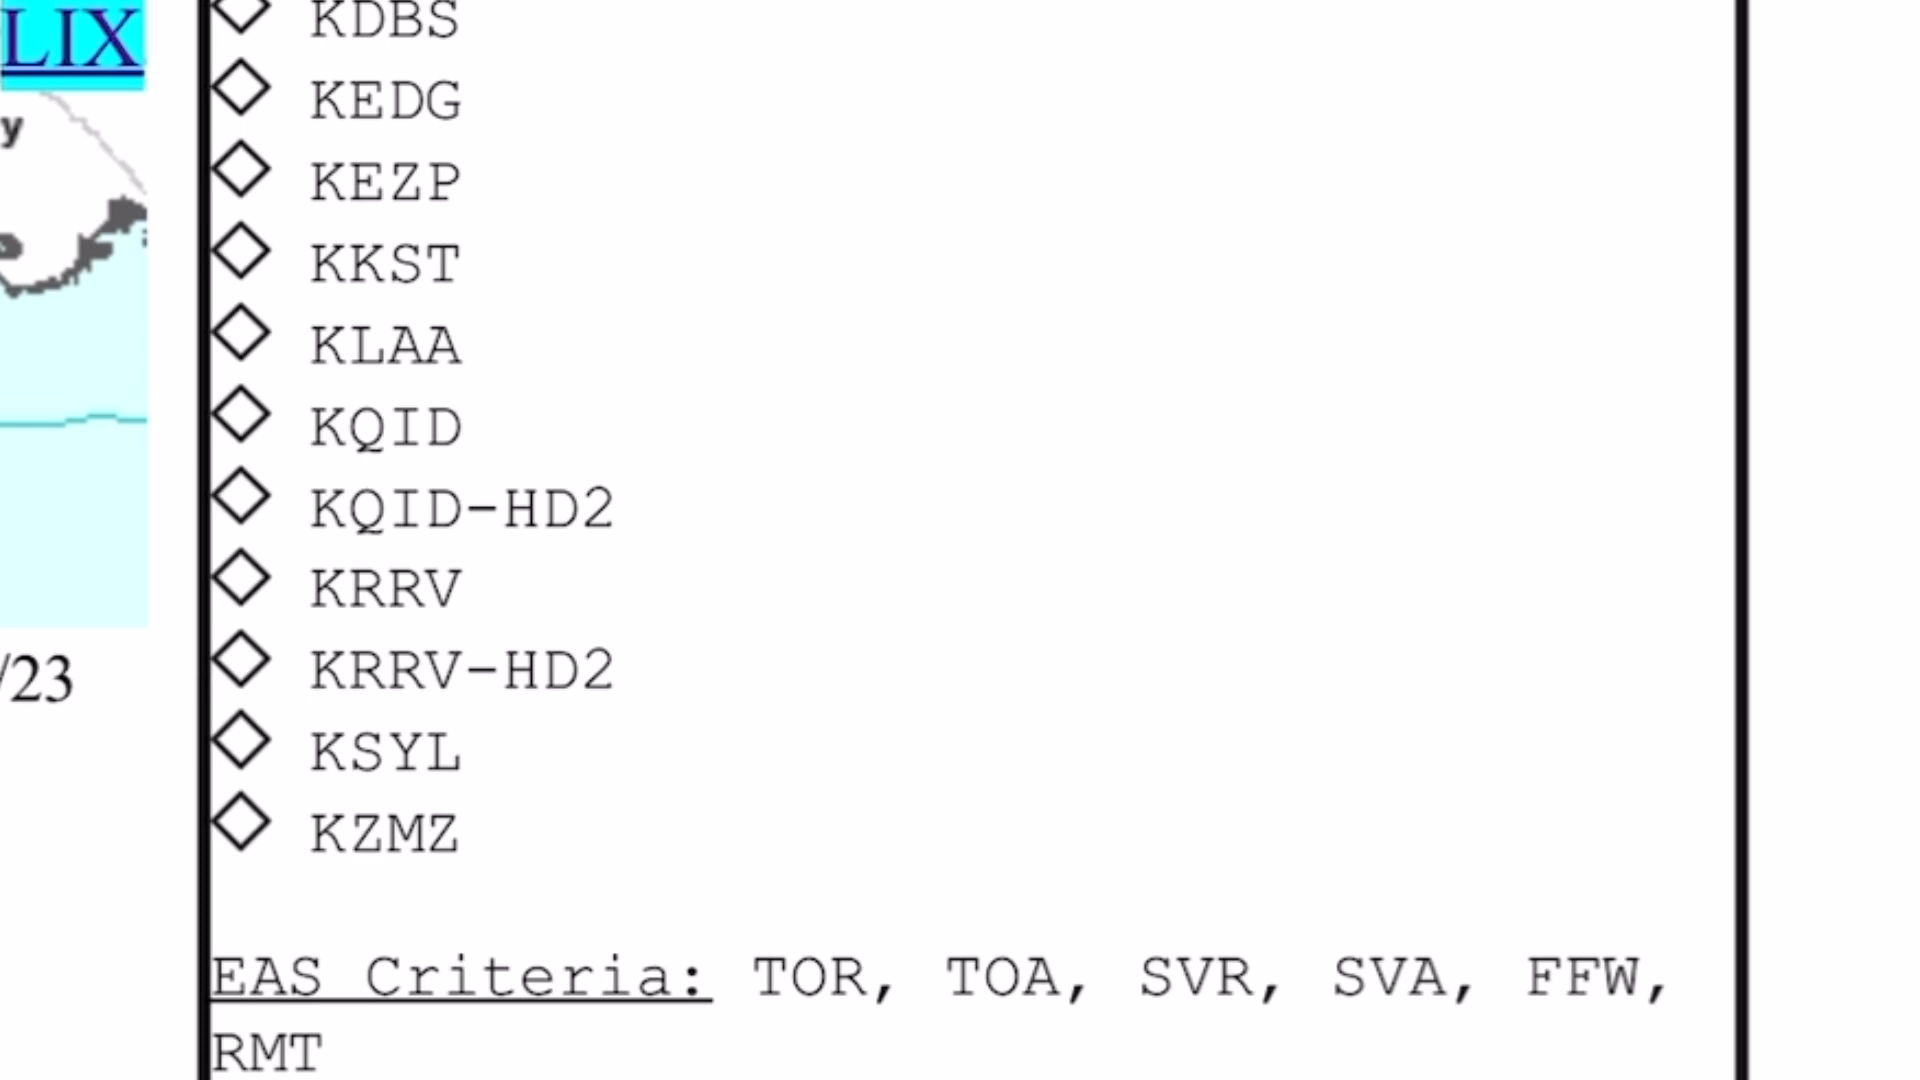 LIX
y
/23
◇ KDBS
◇ KEDG
◇ KEZP
◇ KKST
◇ KLAA
◇ KQID
◇ KQID-HD2
◇ KRRV
◇ KRRV-HD2
◇ KSYL
◇ KZMZ
EAS Criteria: TOR, TOA, SVR, SVA, FFW,
RMT